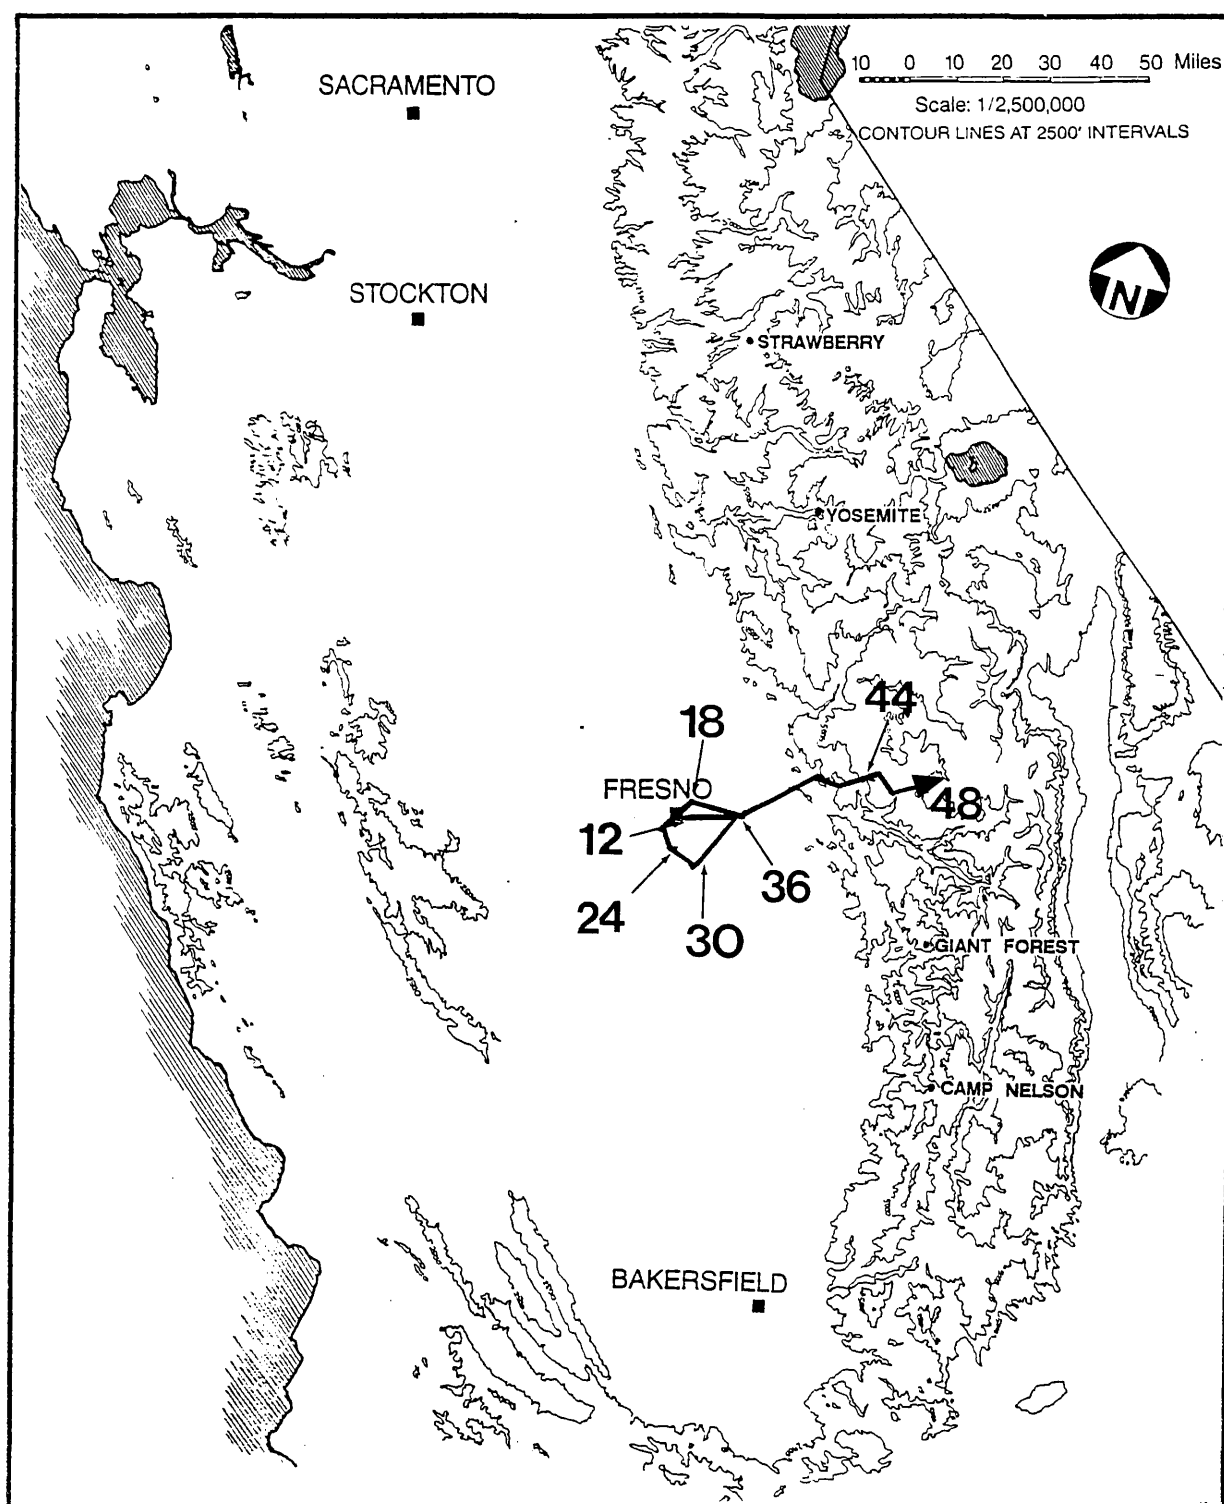 10 0 10 20 30 40 50 Miles
SACRAMENTO
Scale: 1/2,500,000
CONTOUR LINES AT 2500' INTERVALS
N
STOCKTON
STRAWBERRY
YOSEMITE
44
18
FRESNO
48
12
36
24
30
GIANT FOREST
CAMP NELSON
BAKERSFIELD